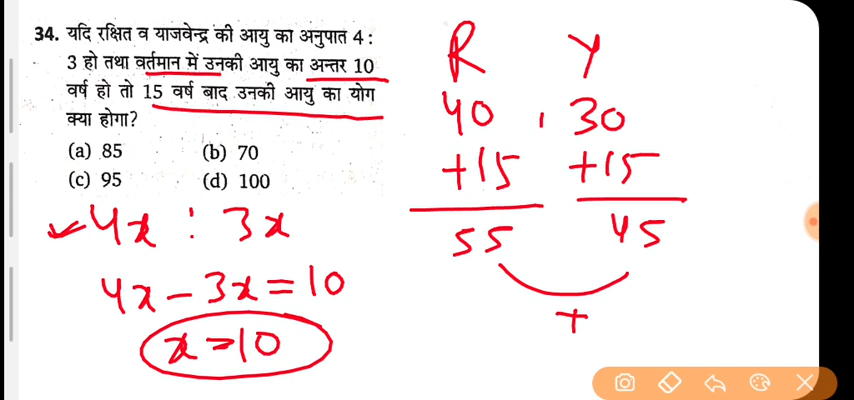 34. यदि रक्षित व याजवेन्द्र की आयु का अनुपात 4 :
3 हो तथा वर्तमान में उनकी आयु का अन्तर 10
वर्ष हो तो 15 वर्ष बाद उनकी आयु का योग
क्या होगा?
(a) 85 (b) 70
(c) 95 (d) 100
4x : 3x
4x - 3x = 10
x = 10
R Y
40 , 30
+15 +15
55 45
+